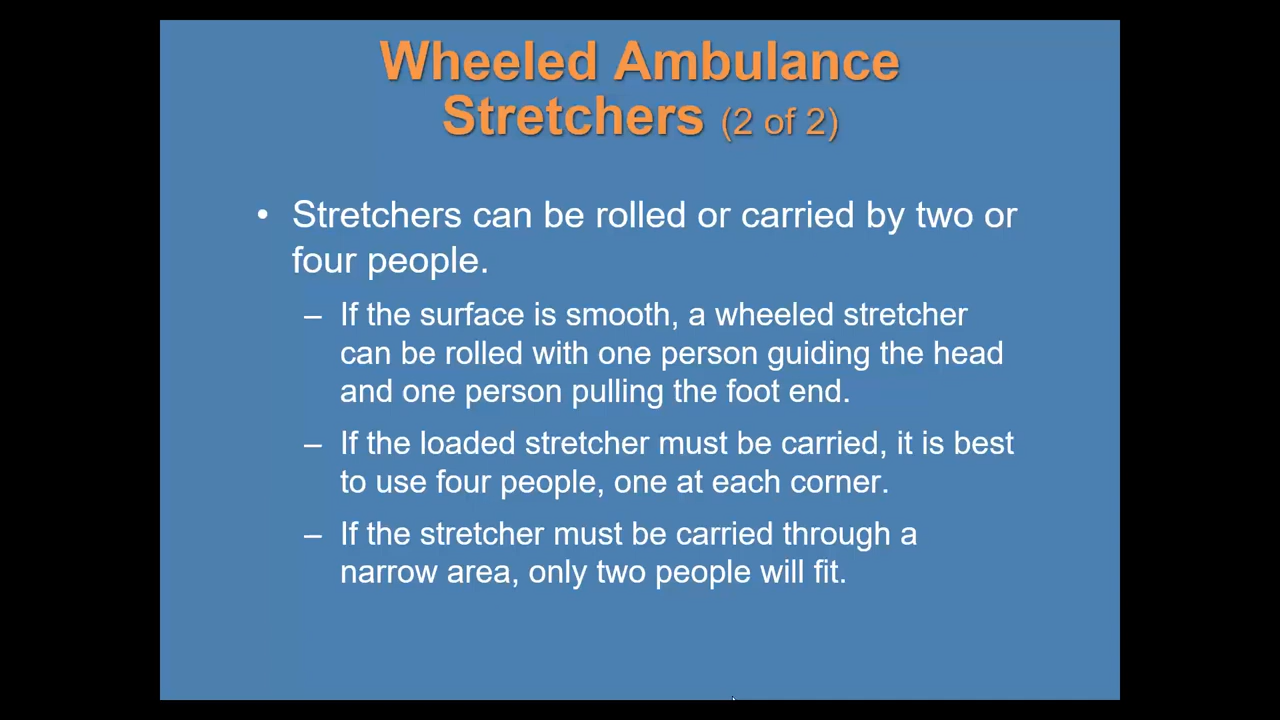 Wheeled Ambulance
Stretchers (2 of 2)
• Stretchers can be rolled or carried by two or
four people.
– If the surface is smooth, a wheeled stretcher
can be rolled with one person guiding the head
and one person pulling the foot end.
– If the loaded stretcher must be carried, it is best
to use four people, one at each corner.
– If the stretcher must be carried through a
narrow area, only two people will fit.